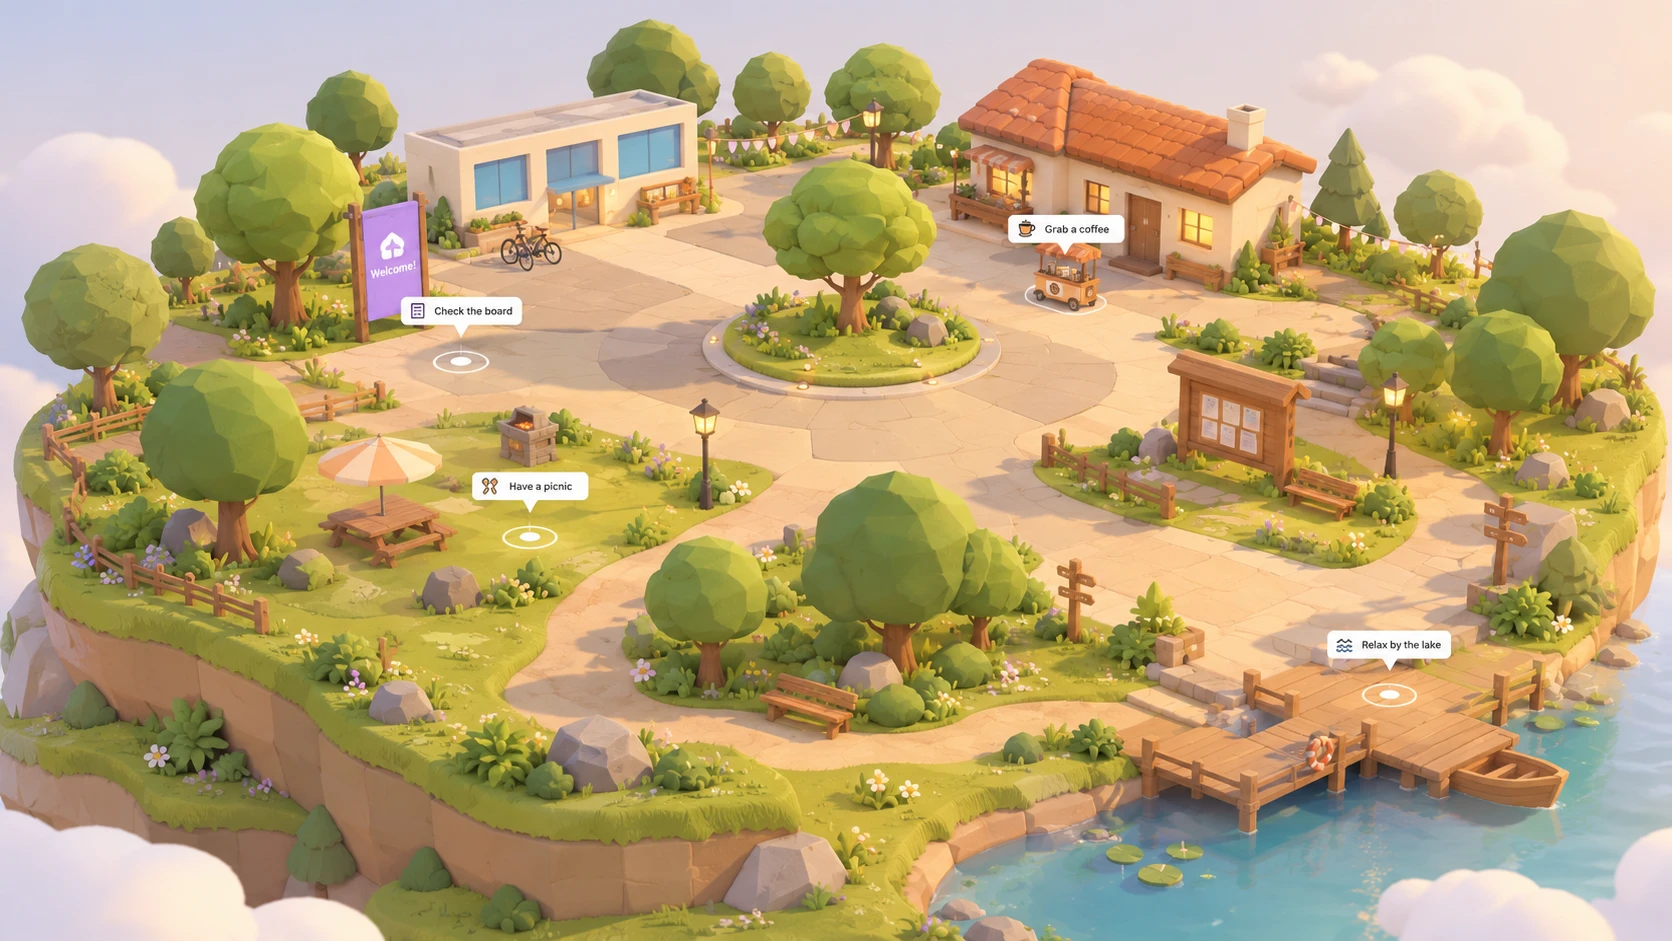 Grab a coffee
Welcome!
Check the board
Have a picnic
Relax by the lake